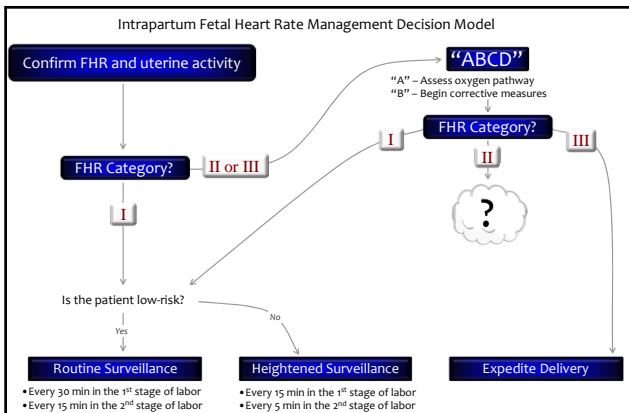 Intrapartum Fetal Heart Rate Management Decision Model
Confirm FHR and uterine activity
“ABCD”
“A” – Assess oxygen pathway
“B” – Begin corrective measures
FHR Category?
I
II
III
?
FHR Category?
II or III
I
Is the patient low-risk?
Yes
No
Routine Surveillance
• Every 30 min in the 1st stage of labor
• Every 15 min in the 2nd stage of labor
Heightened Surveillance
• Every 15 min in the 1st stage of labor
• Every 5 min in the 2nd stage of labor
Expedite Delivery